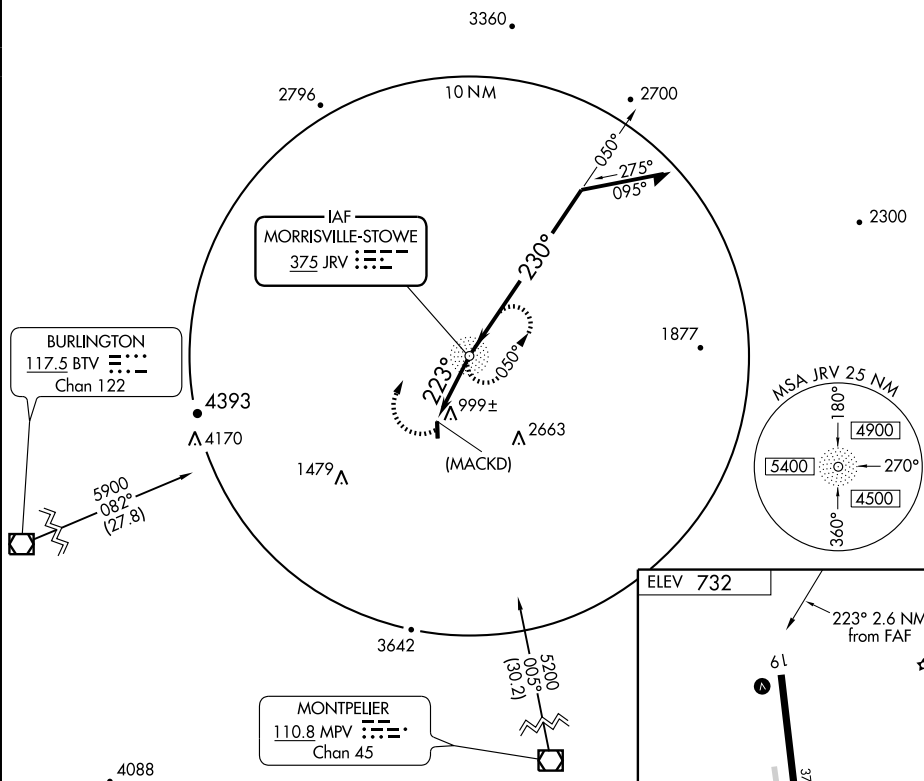 3360
2796
10 NM
2700
050°
275°
095°
2300
IAF
MORRISVILLE-STOWE
375 JRV
230°
1877
BURLINGTON
117.5 BTV
Chan 122
050°
223°
4393
999±
4170
2663
(MACKD)
1479
MSA JRV 25 NM
180°
4900
5400
270°
4500
360°
5900
082°
(27.8)
ELEV 732
223° 2.6 NM
from FAF
3642
5200
005°
(30.2)
19
V
MONTPELIER
110.8 MPV
Chan 45
4088
37